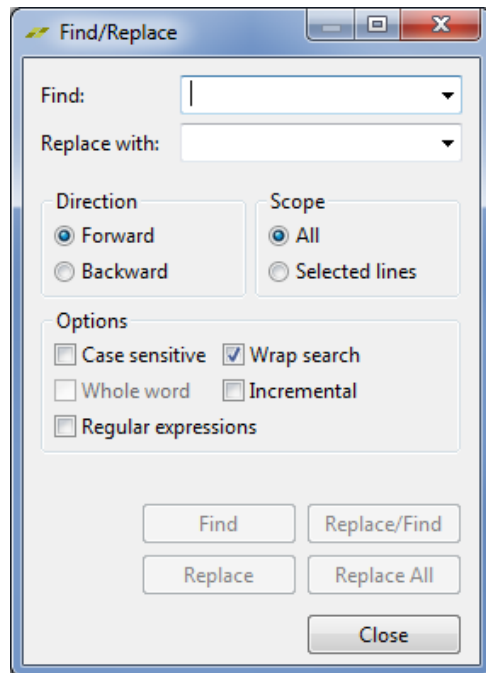 Find/Replace
Find:
Replace with:
Direction
Forward
Backward
Scope
All
Selected lines
Options
Case sensitive Wrap search
Whole word Incremental
Regular expressions
Find Replace/Find
Replace Replace All
Close